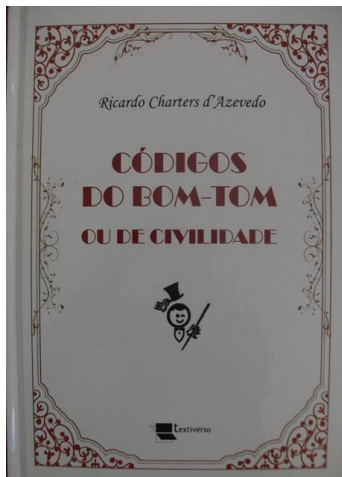 Ricardo Charters d'Azevedo
CÓDIGOS
DO BOM-TOM
OU DE CIVILIDADE
textiverso